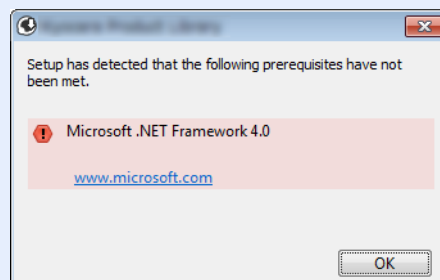 Setup has detected that the following prerequisites have not
been met.
Microsoft .NET Framework 4.0
www.microsoft.com
OK